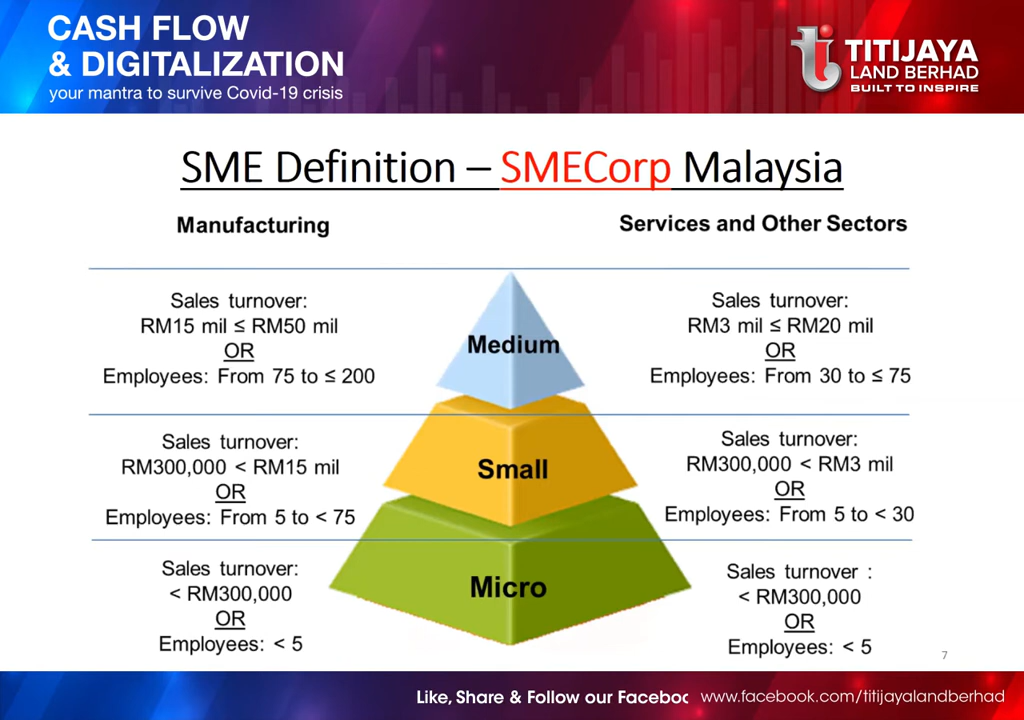 CASH FLOW
& DIGITALIZATION
your mantra to survive Covid-19 crisis
TITIJAYA
LAND BERHAD
BUILT TO INSPIRE
SME Definition – SMECorp Malaysia
Manufacturing
Services and Other Sectors
Sales turnover:
RM15 mil ≤ RM50 mil
OR
Employees: From 75 to ≤ 200
Medium
Sales turnover:
RM3 mil ≤ RM20 mil
OR
Employees: From 30 to ≤ 75
Sales turnover:
RM300,000 < RM15 mil
OR
Employees: From 5 to < 75
Small
Sales turnover:
RM300,000 < RM3 mil
OR
Employees: From 5 to < 30
Sales turnover:
< RM300,000
OR
Employees: < 5
Micro
Sales turnover :
< RM300,000
OR
Employees: < 5
7
Like, Share & Follow our Faceboc www.facebook.com/titijayalandberhad